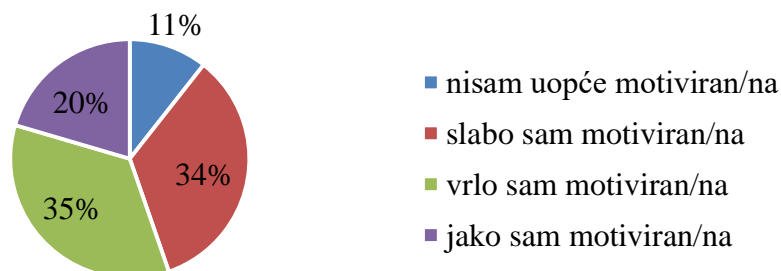 11%
20%
34%
35%
nisam uopće motiviran/na
slabo sam motiviran/na
vrlo sam motiviran/na
jako sam motiviran/na